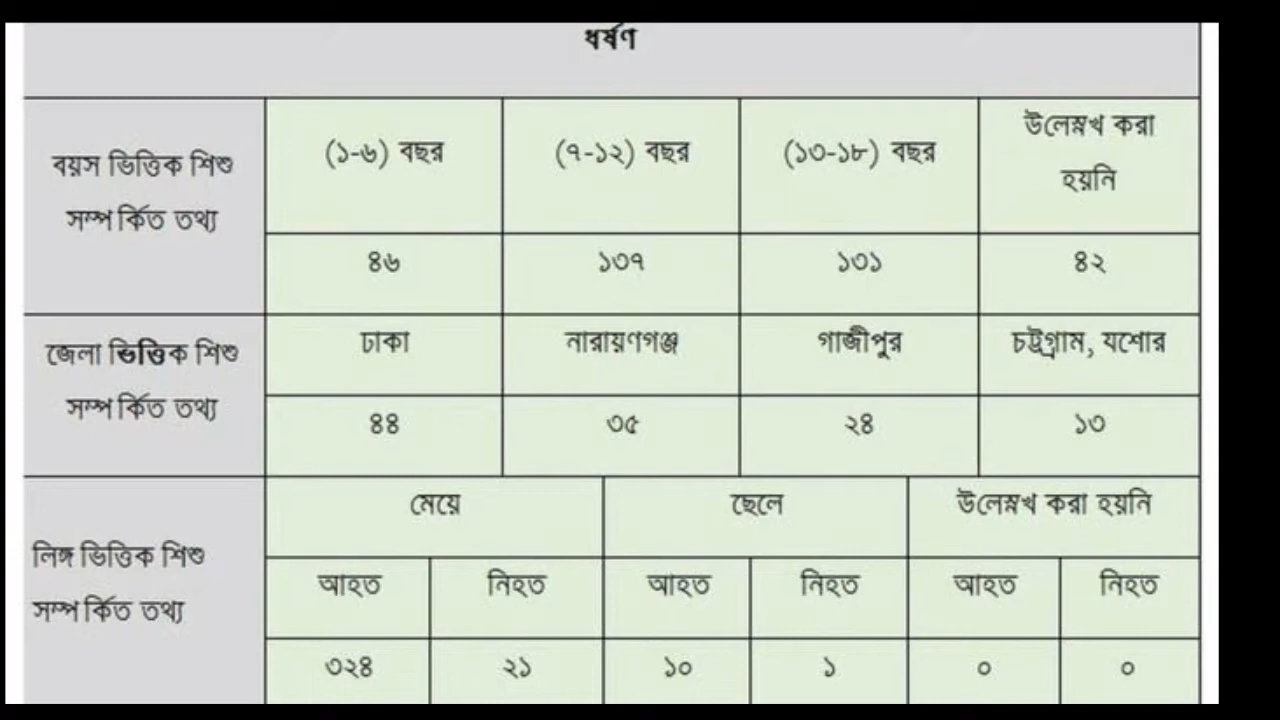 ধর্ষণ
বয়স ভিত্তিক শিশু
সম্পর্কিত তথ্য
(১-৬) বছর
(৭-১২) বছর
(১৩-১৮) বছর
উলেস্নখ করা
হয়নি
৪৬
১৩৭
১৩১
৪২
জেলা ভিত্তিক শিশু
সম্পর্কিত তথ্য
ঢাকা
নারায়ণগঞ্জ
গাজীপুর
চট্টগ্রাম, যশোর
৪৪
৩৫
২৪
১৩
লিঙ্গ ভিত্তিক শিশু
সম্পর্কিত তথ্য
মেয়ে
ছেলে
উলেস্নখ করা হয়নি
আহত
নিহত
আহত
নিহত
আহত
নিহত
৩২৪
২১
১০
১
০
০